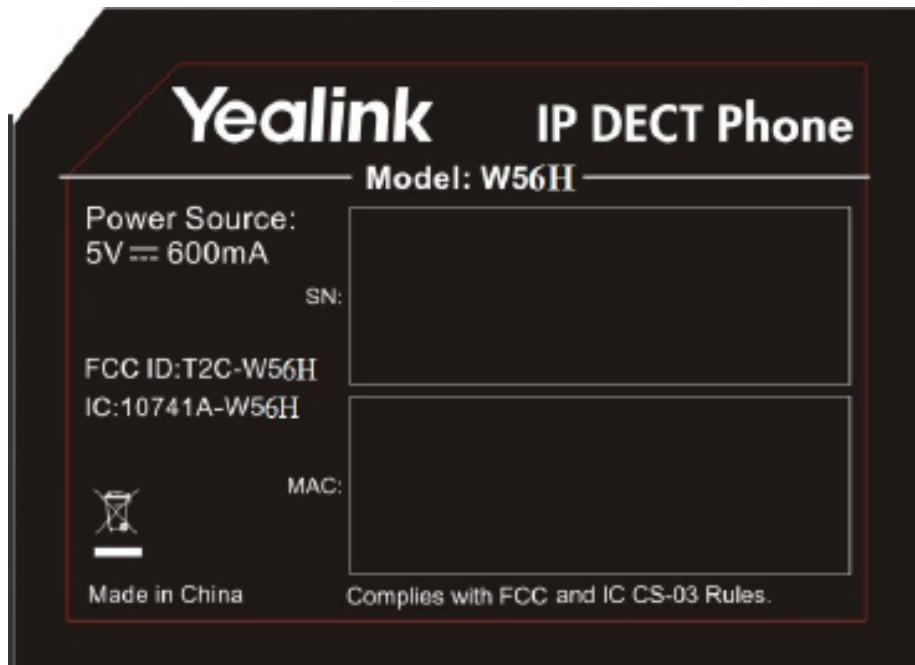 Yealink IP DECT Phone
Model: W56H
Power Source:
5V ⎓ 600mA
SN:
FCC ID:T2C-W56H
IC:10741A-W56H
MAC:
Made in China
Complies with FCC and IC CS-03 Rules.